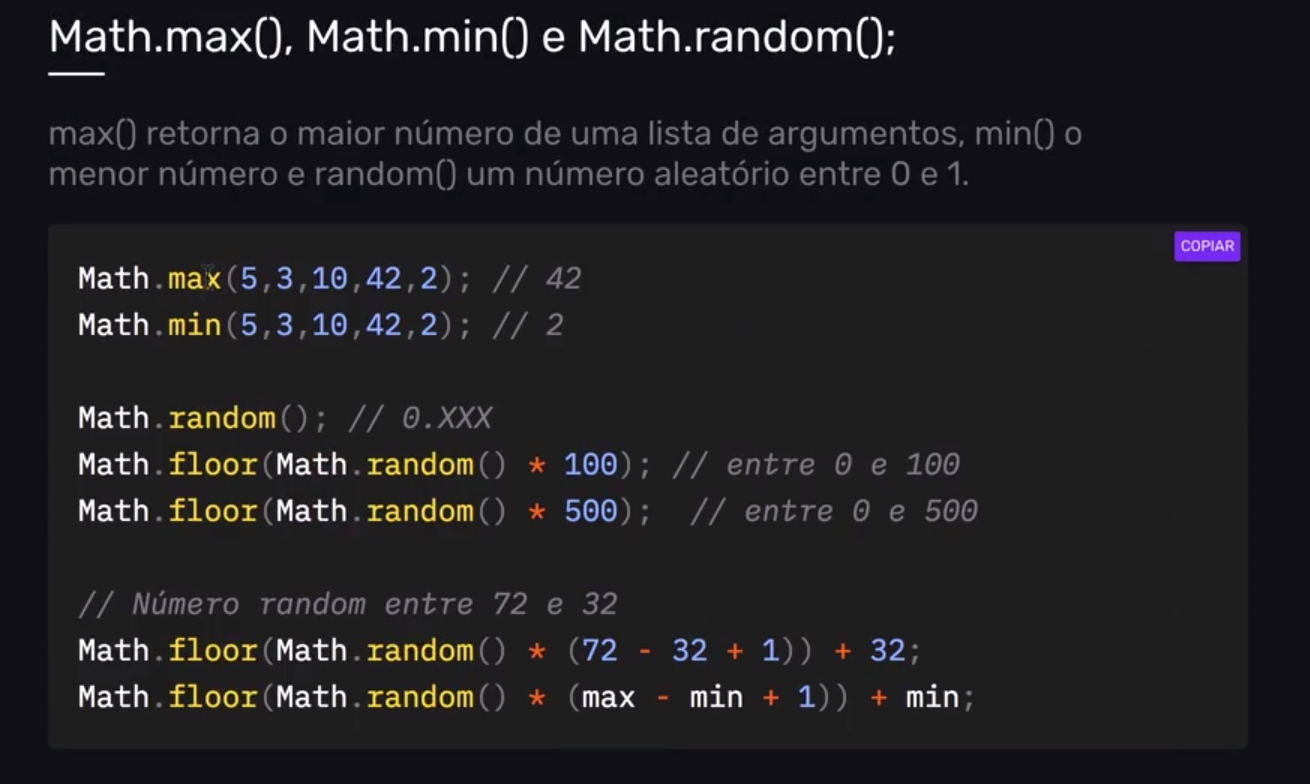 Math.max(), Math.min() e Math.random();
max() retorna o maior número de uma lista de argumentos, min() o
menor número e random() um número aleatório entre 0 e 1.
COPIAR
Math.max(5,3,10,42,2); // 42
Math.min(5,3,10,42,2); // 2
Math.random(); // 0.XXX
Math.floor(Math.random() * 100); // entre 0 e 100
Math.floor(Math.random() * 500);  // entre 0 e 500
// Número random entre 72 e 32
Math.floor(Math.random() * (72 - 32 + 1)) + 32;
Math.floor(Math.random() * (max - min + 1)) + min;